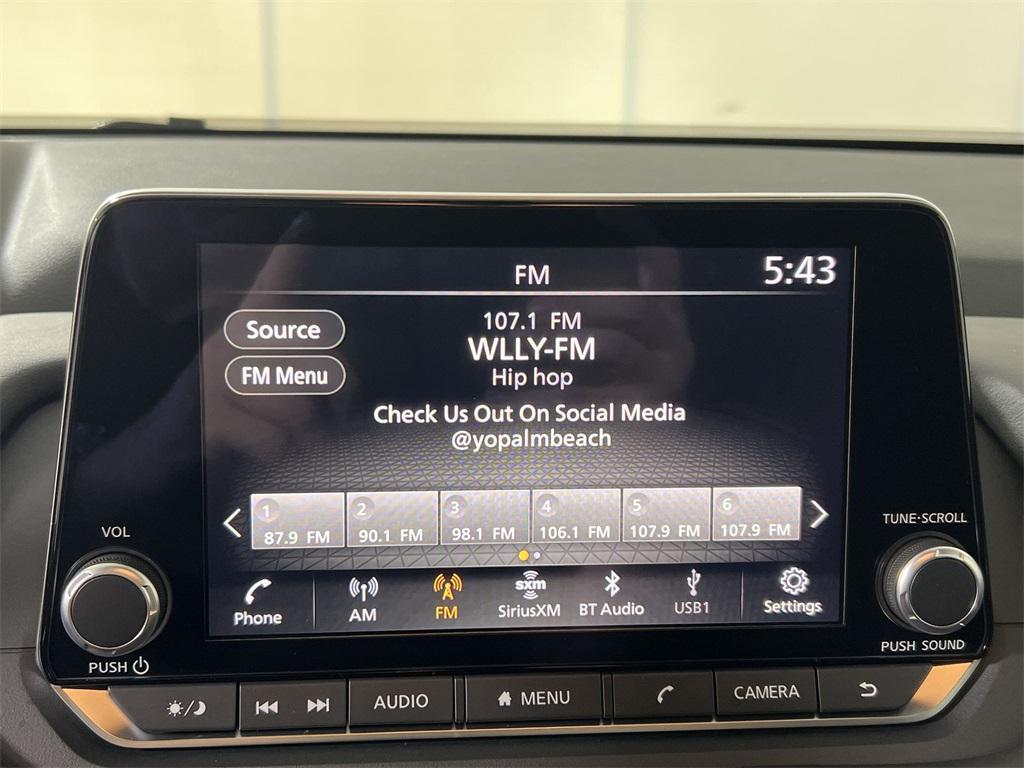 FM
5:43
107.1 FM
Source
WLLY-FM
FM Menu
Hip hop
Check Us Out On Social Media
@yopalmbeach
1 2 3 4 5 6
87.9 FM 90.1 FM 98.1 FM 106.1 FM 107.9 FM 107.9 FM
VOL
TUNE·SCROLL
sxm
Phone AM FM SiriusXM BT Audio USB1 Settings
PUSH
PUSH SOUND
AUDIO MENU CAMERA